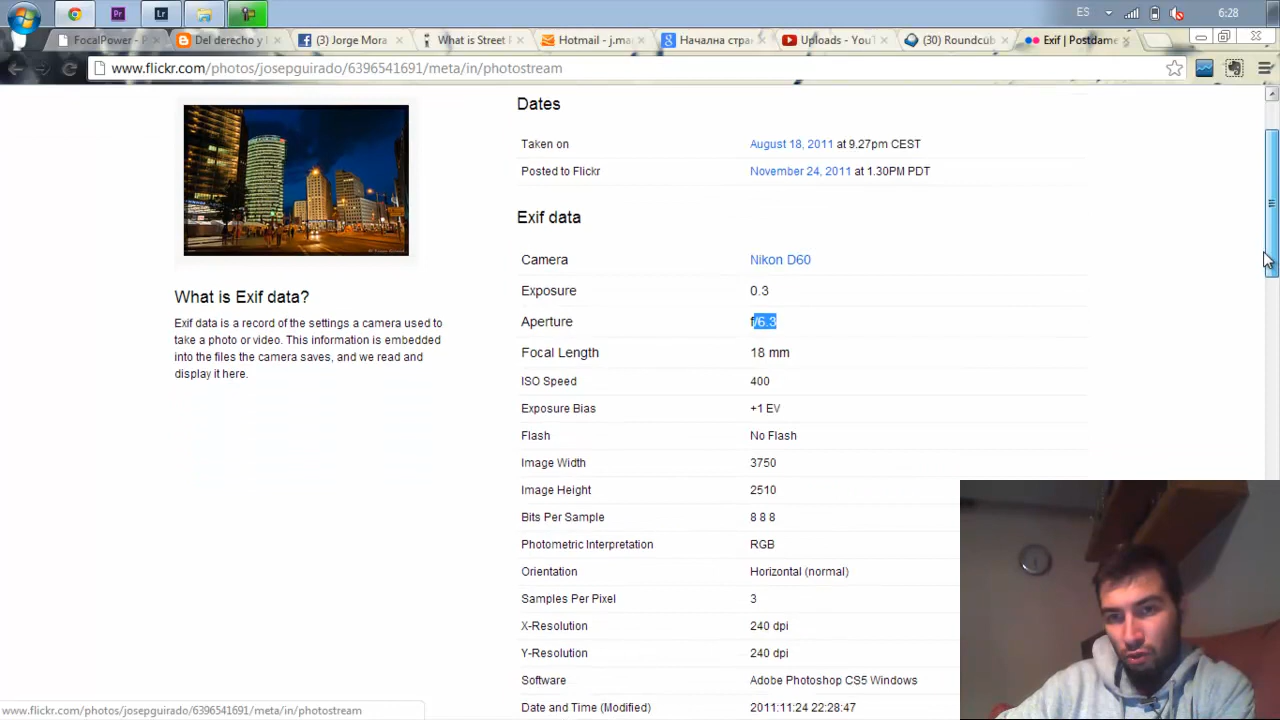 ES 6:28
FocalPower - P
Del derecho y l
(3) Jorge Mora
What is Street P
Hotmail - j.ma
Начална стран
Uploads - YouT
(30) Roundcub
Exif | Postdame
www.flickr.com/photos/josepguirado/6396541691/meta/in/photostream
Dates
Taken on August 18, 2011 at 9.27pm CEST
Posted to Flickr November 24, 2011 at 1.30PM PDT
Exif data
Camera Nikon D60
Exposure 0.3
Aperture f/6.3
Focal Length 18 mm
ISO Speed 400
Exposure Bias +1 EV
Flash No Flash
Image Width 3750
Image Height 2510
Bits Per Sample 8 8 8
Photometric Interpretation RGB
Orientation Horizontal (normal)
Samples Per Pixel 3
X-Resolution 240 dpi
Y-Resolution 240 dpi
Software Adobe Photoshop CS5 Windows
Date and Time (Modified) 2011:11:24 22:28:47
What is Exif data?
Exif data is a record of the settings a camera used to
take a photo or video. This information is embedded
into the files the camera saves, and we read and
display it here.
www.flickr.com/photos/josepguirado/6396541691/meta/in/photostream